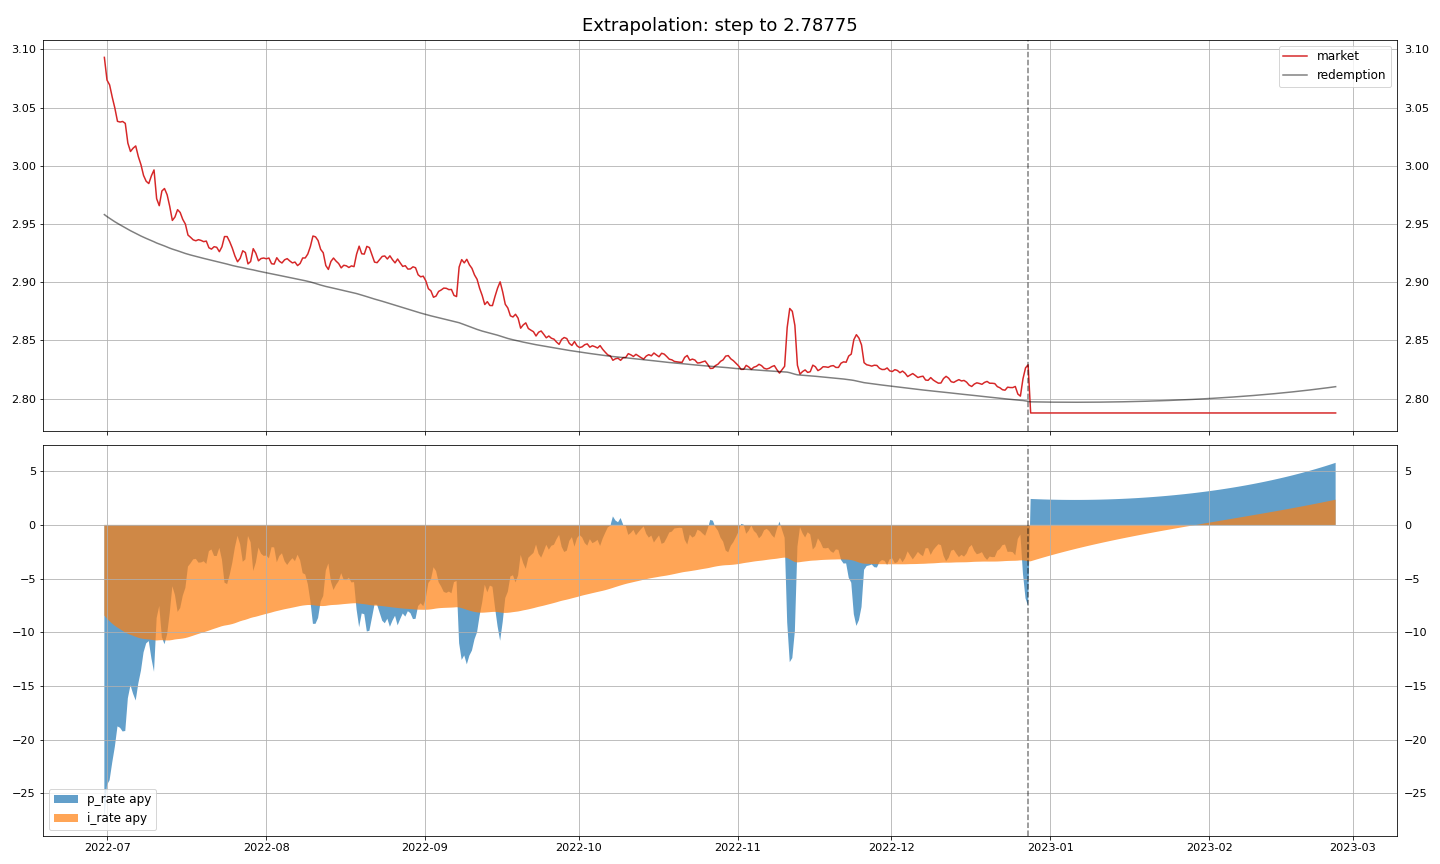 Extrapolation: step to 2.78775
3.10 3.10
market
redemption
3.05 3.05
3.00 3.00
2.95 2.95
2.90 2.90
2.85 2.85
2.80 2.80
5 5
0 0
−5 −5
−10 −10
−15 −15
−20 −20
−25 −25
p_rate apy
i_rate apy
2022-07 2022-08 2022-09 2022-10 2022-11 2022-12 2023-01 2023-02 2023-03